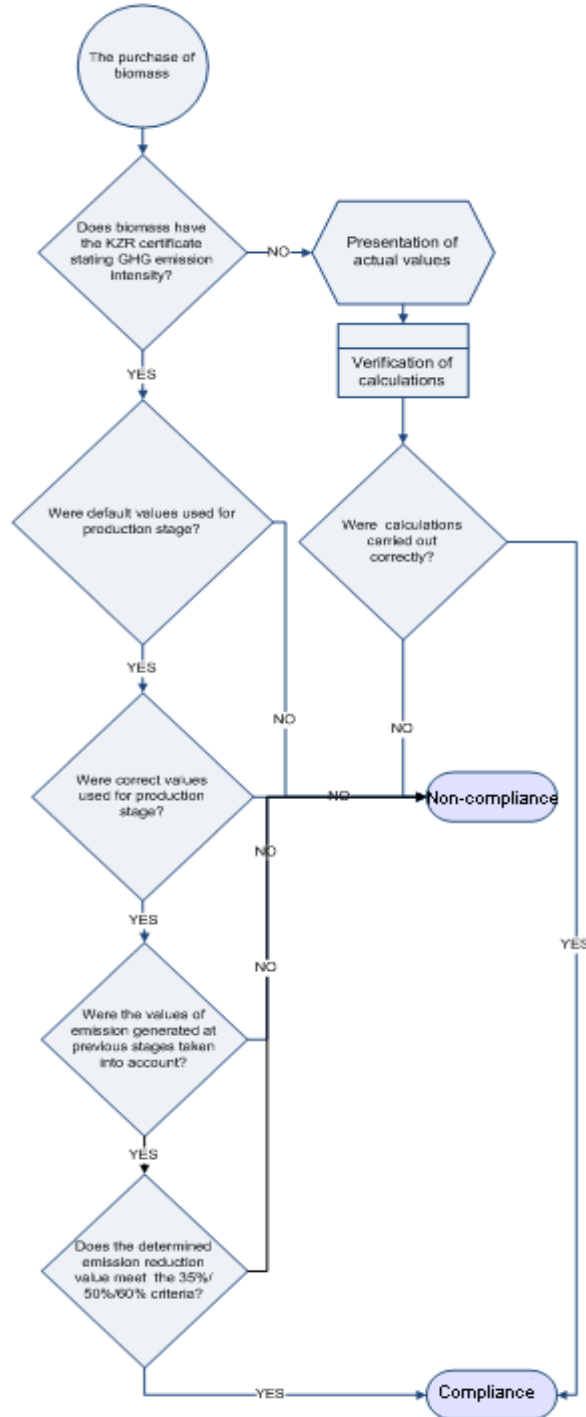 The purchase of
biomass
Does biomass have
the KZR certificate
stating GHG emission
intensity?
NO
Presentation of
actual values
Verification of
calculations
YES
Were default values used for
production stage?
Were calculations
carried out
correctly?
YES
NO
NO
Were correct values
used for production
stage?
NO
Non-compliance
NO
YES
YES
NO
Were the values of
emission generated at
previous stages taken
into account?
YES
Does the determined
emission reduction
value meet the 35%/
50%/60% criteria?
YES
Compliance